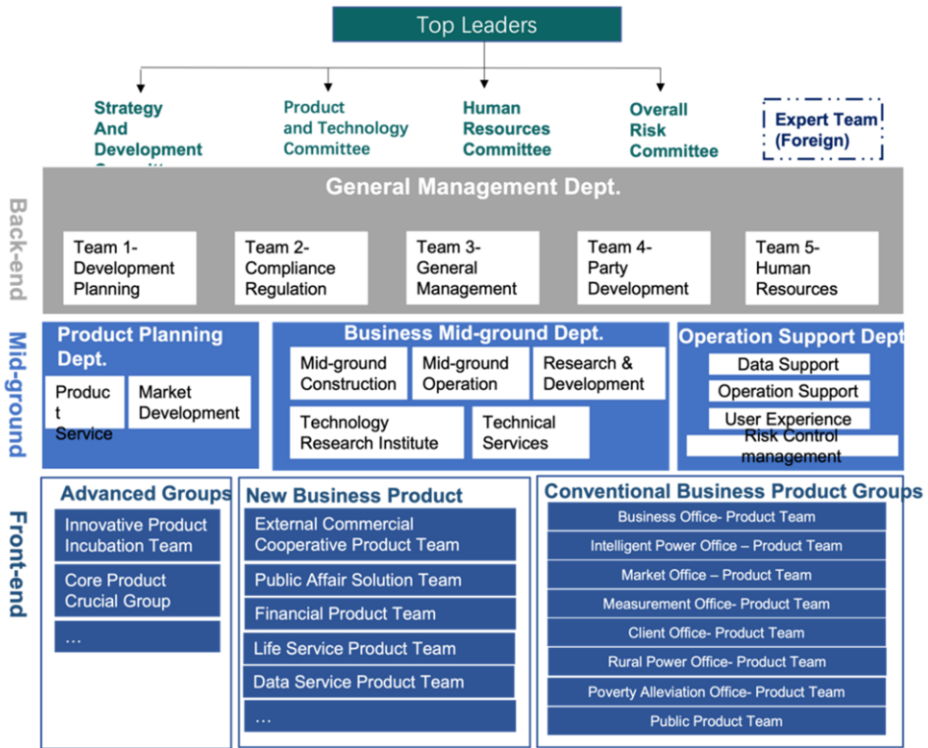 Top Leaders
Strategy
And
Development
Product
and Technology
Committee
Human
Resources
Committee
Overall
Risk
Committee
Expert Team
(Foreign)
Back-end
General Management Dept.
Team 1-
Development
Planning
Team 2-
Compliance
Regulation
Team 3-
General
Management
Team 4-
Party
Development
Team 5-
Human
Resources
Mid-ground
Product Planning
Dept.
Produc
t
Service
Market
Development
Business Mid-ground Dept.
Mid-ground
Construction
Mid-ground
Operation
Research &
Development
Technology
Research Institute
Technical
Services
Operation Support Dept
Data Support
Operation Support
User Experience
Risk Control
management
Front-end
Advanced Groups
Innovative Product
Incubation Team
Core Product
Crucial Group
…
New Business Product
External Commercial
Cooperative Product Team
Public Affair Solution Team
Financial Product Team
Life Service Product Team
Data Service Product Team
…
Conventional Business Product Groups
Business Office- Product Team
Intelligent Power Office – Product Team
Market Office – Product Team
Measurement Office- Product Team
Client Office- Product Team
Rural Power Office- Product Team
Poverty Alleviation Office- Product Team
Public Product Team